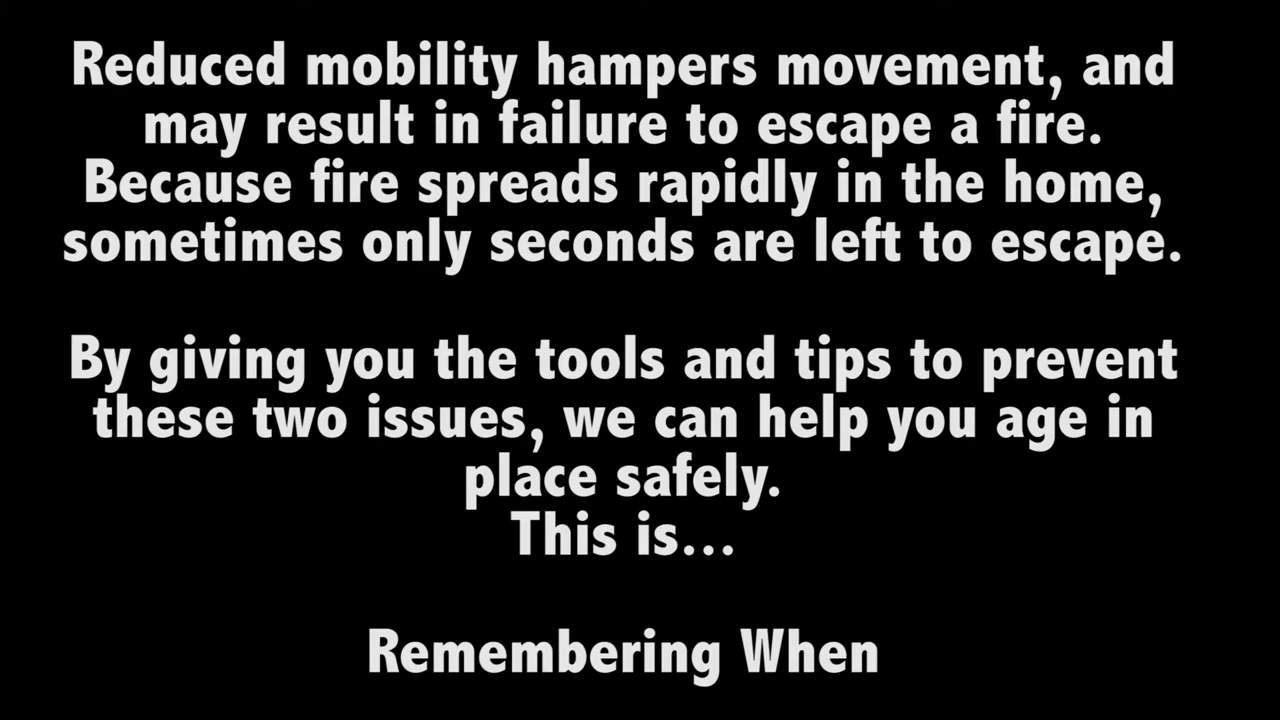 Reduced mobility hampers movement, and
may result in failure to escape a fire.
Because fire spreads rapidly in the home,
sometimes only seconds are left to escape.
By giving you the tools and tips to prevent
these two issues, we can help you age in
place safely.
This is...
Remembering When